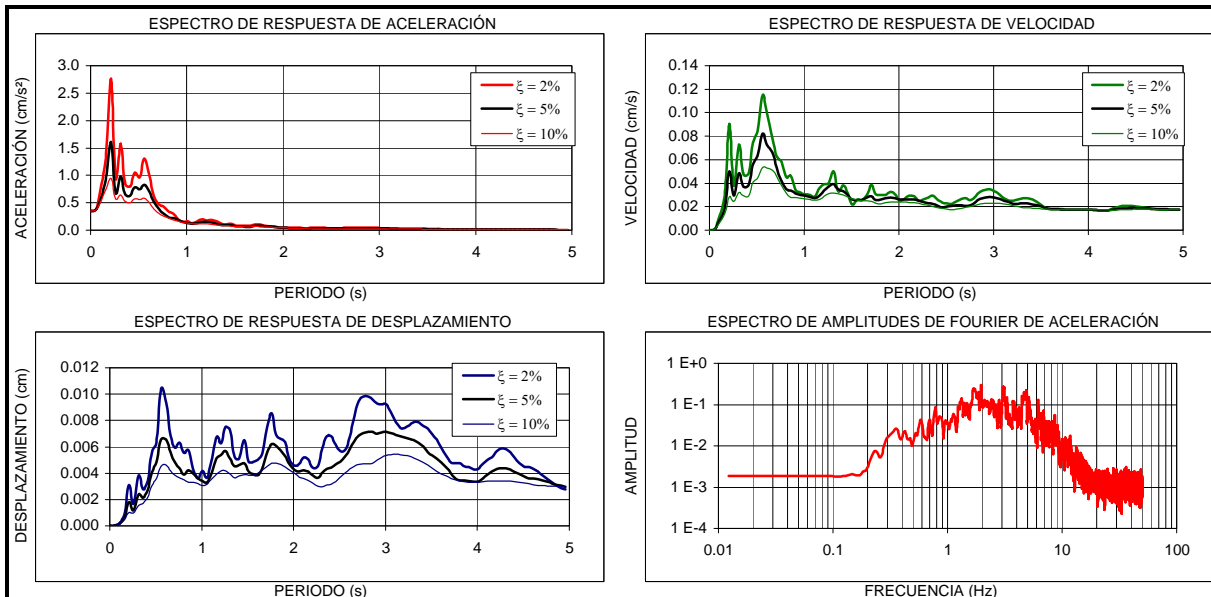 ESPECTRO DE RESPUESTA DE ACELERACIÓN
ACELERACIÓN (cm/s²)
3.0
2.5
2.0
1.5
1.0
0.5
0.0
ξ = 2%
ξ = 5%
ξ = 10%
0 1 2 3 4 5
PERIODO (s)
ESPECTRO DE RESPUESTA DE VELOCIDAD
VELOCIDAD (cm/s)
0.14
0.12
0.10
0.08
0.06
0.04
0.02
0.00
ξ = 2%
ξ = 5%
ξ = 10%
0 1 2 3 4 5
PERIODO (s)
ESPECTRO DE RESPUESTA DE DESPLAZAMIENTO
DESPLAZAMIENTO (cm)
0.012
0.010
0.008
0.006
0.004
0.002
0.000
ξ = 2%
ξ = 5%
ξ = 10%
0 1 2 3 4 5
PERIODO (s)
ESPECTRO DE AMPLITUDES DE FOURIER DE ACELERACIÓN
AMPLITUD
1 E+0
1 E-1
1 E-2
1 E-3
1 E-4
0.01 0.1 1 10 100
FRECUENCIA (Hz)